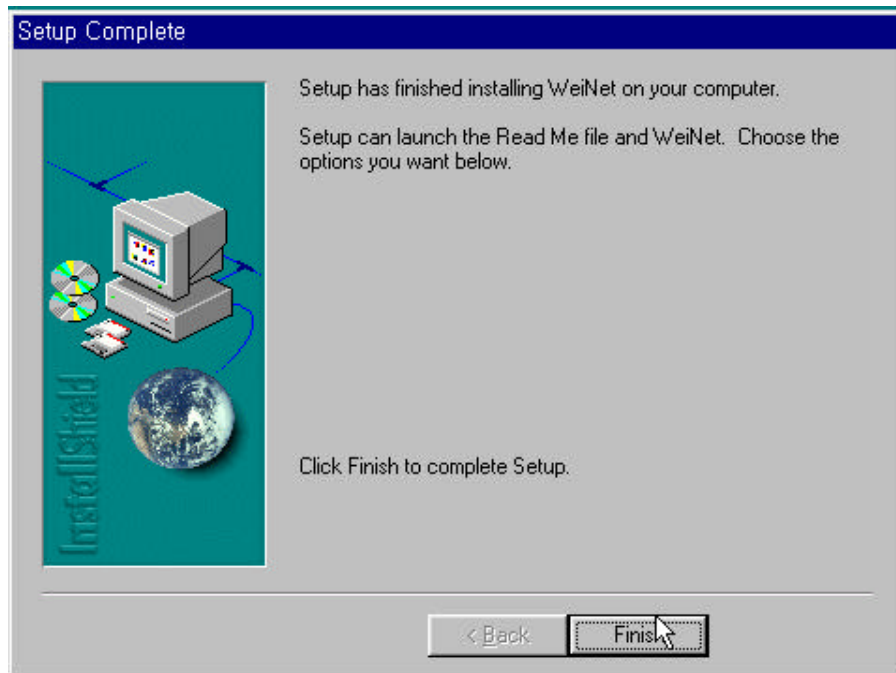 Setup Complete
Setup has finished installing WeiNet on your computer.
Setup can launch the Read Me file and WeiNet. Choose the
options you want below.
InstallShield
Click Finish to complete Setup.
< Back
Finish